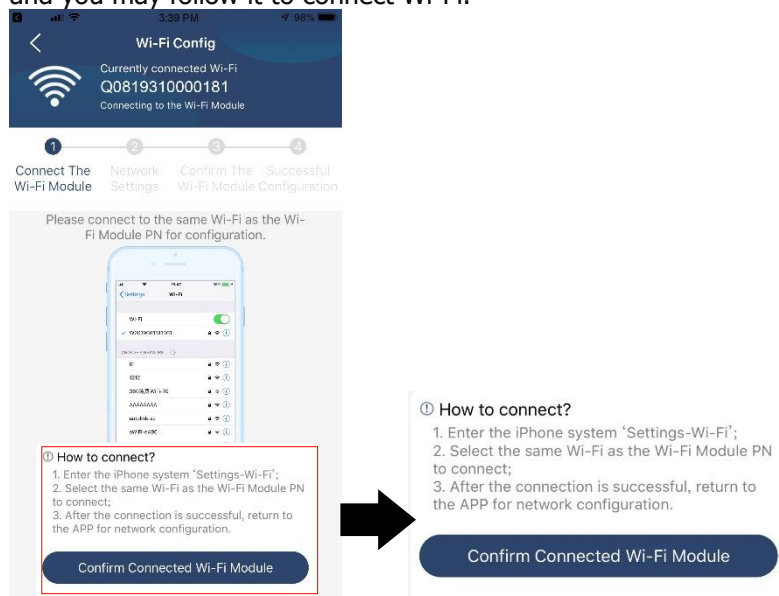 and you may follow it to connect Wi-Fi.
3:39 PM 98%
Wi-Fi Config
Currently connected Wi-Fi
Q0819310000181
Connecting to the Wi-Fi Module
1 2 3 4
Connect The Network Confirm The Successful
Wi-Fi Module Settings Wi-Fi Module Configuration
Please connect to the same Wi-Fi as the Wi-
Fi Module PN for configuration.
Settings Wi-Fi
Wi-Fi
How to connect?
1. Enter the iPhone system ‘Settings-Wi-Fi’;
2. Select the same Wi-Fi as the Wi-Fi Module PN
to connect;
3. After the connection is successful, return to
the APP for network configuration.
Confirm Connected Wi-Fi Module
How to connect?
1. Enter the iPhone system ‘Settings-Wi-Fi’;
2. Select the same Wi-Fi as the Wi-Fi Module PN
to connect;
3. After the connection is successful, return to
the APP for network configuration.
Confirm Connected Wi-Fi Module